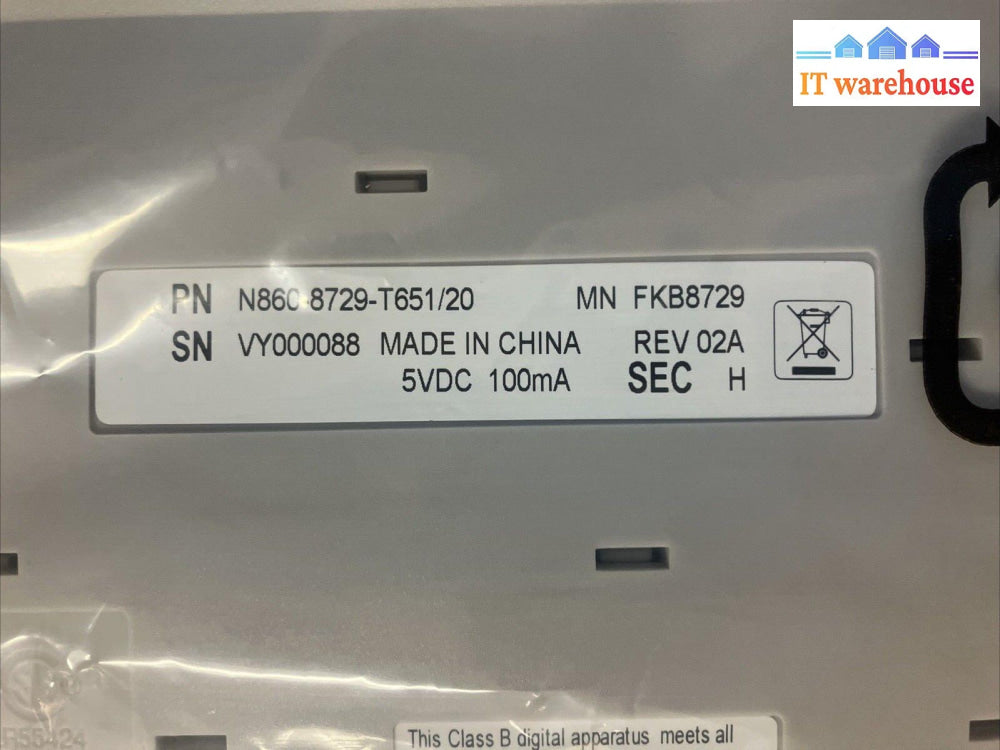 IT warehouse
PN N860-8729-T651/20 MN FKB8729
SN VY000088 MADE IN CHINA REV 02A
5VDC 100mA SEC H
This Class B digital apparatus meets all